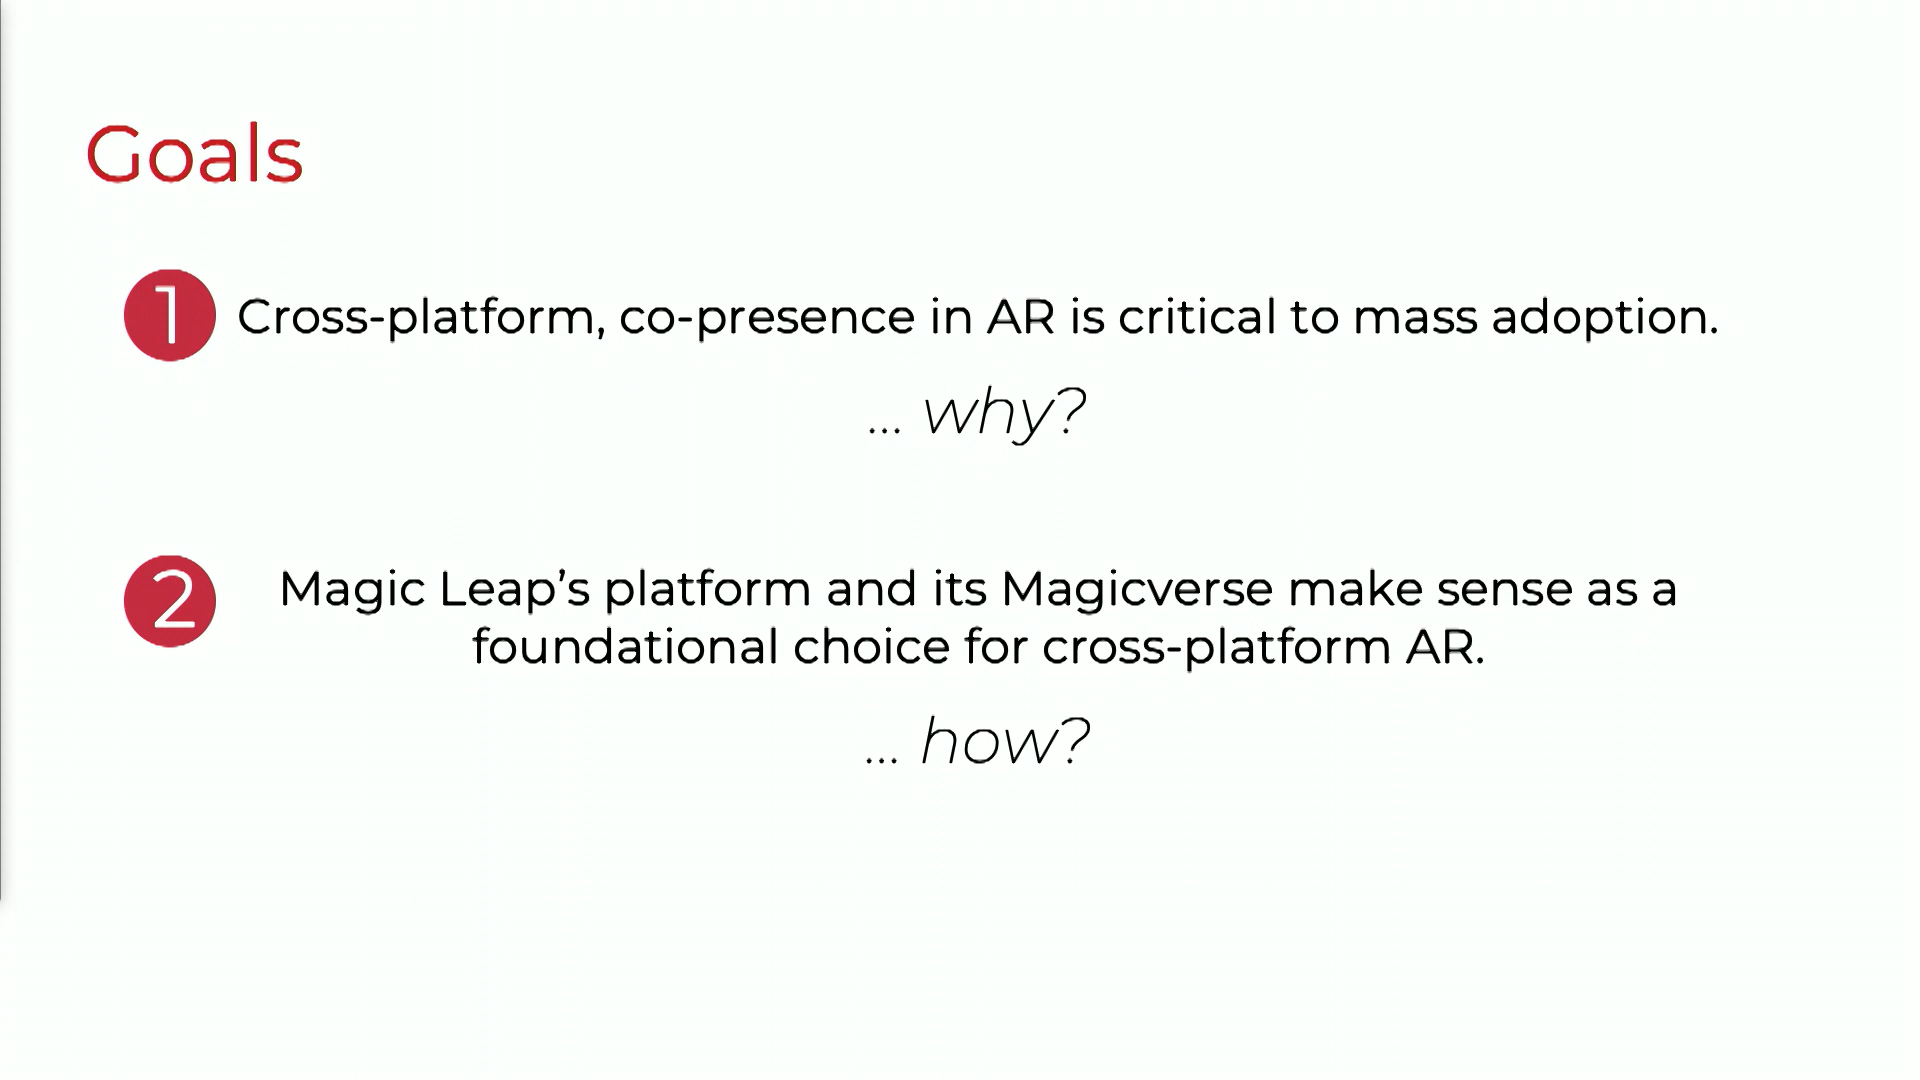 Goals
1 Cross-platform, co-presence in AR is critical to mass adoption.
... why?
2 Magic Leap’s platform and its Magicverse make sense as a
foundational choice for cross-platform AR.
... how?